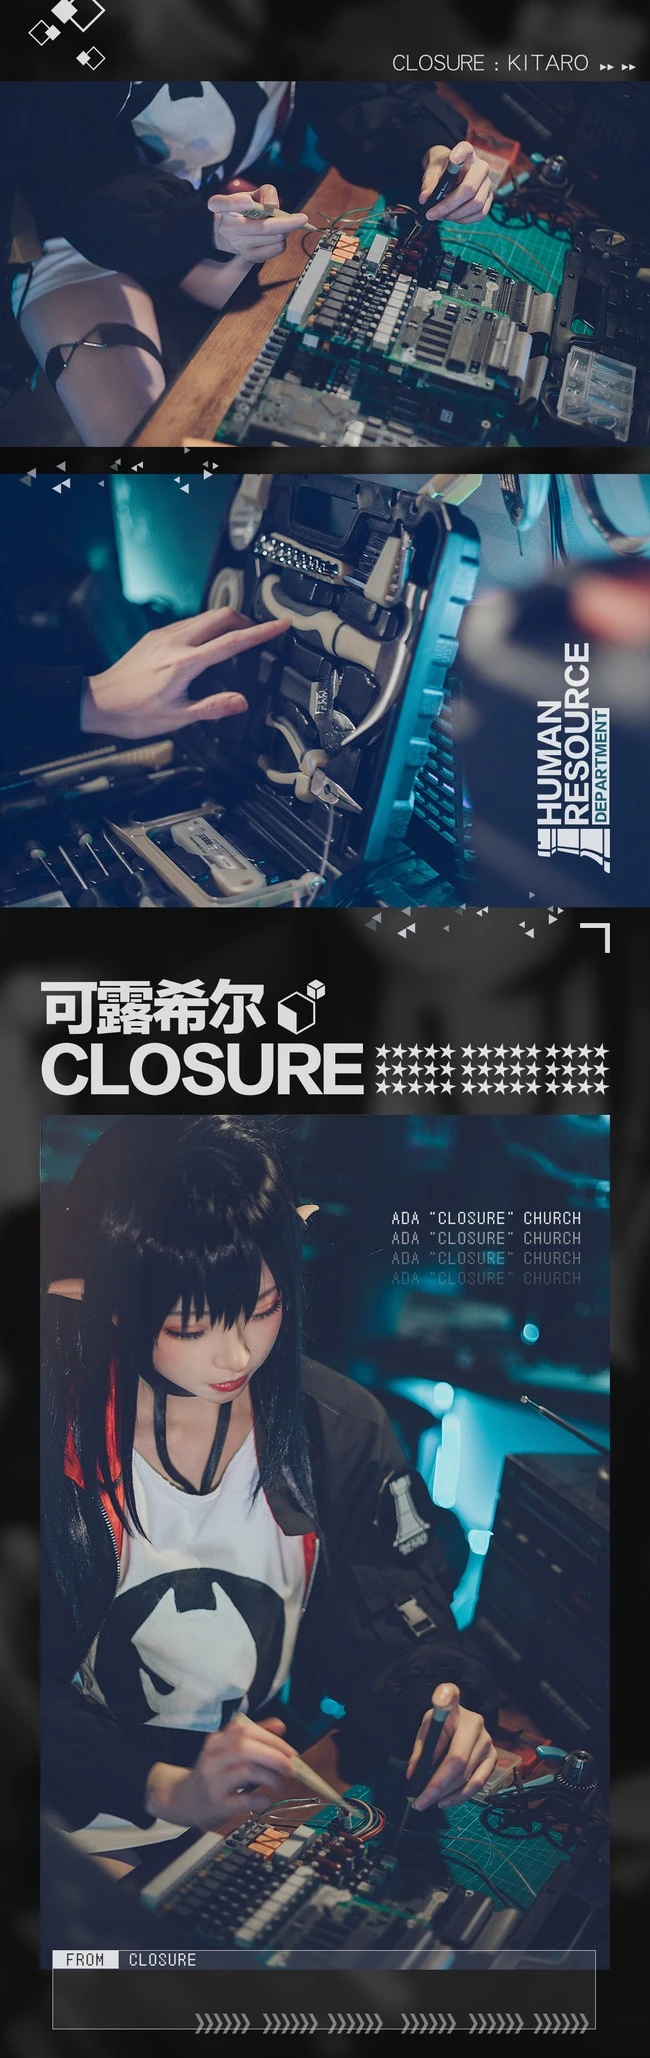 CLOSURE : KITARO
HUMAN
RESOURCE
DEPARTMENT
可露希尔
CLOSURE
ADA "CLOSURE" CHURCH
ADA "CLOSURE" CHURCH
ADA "CLOSURE" CHURCH
ADA "CLOSURE" CHURCH
FROM CLOSURE